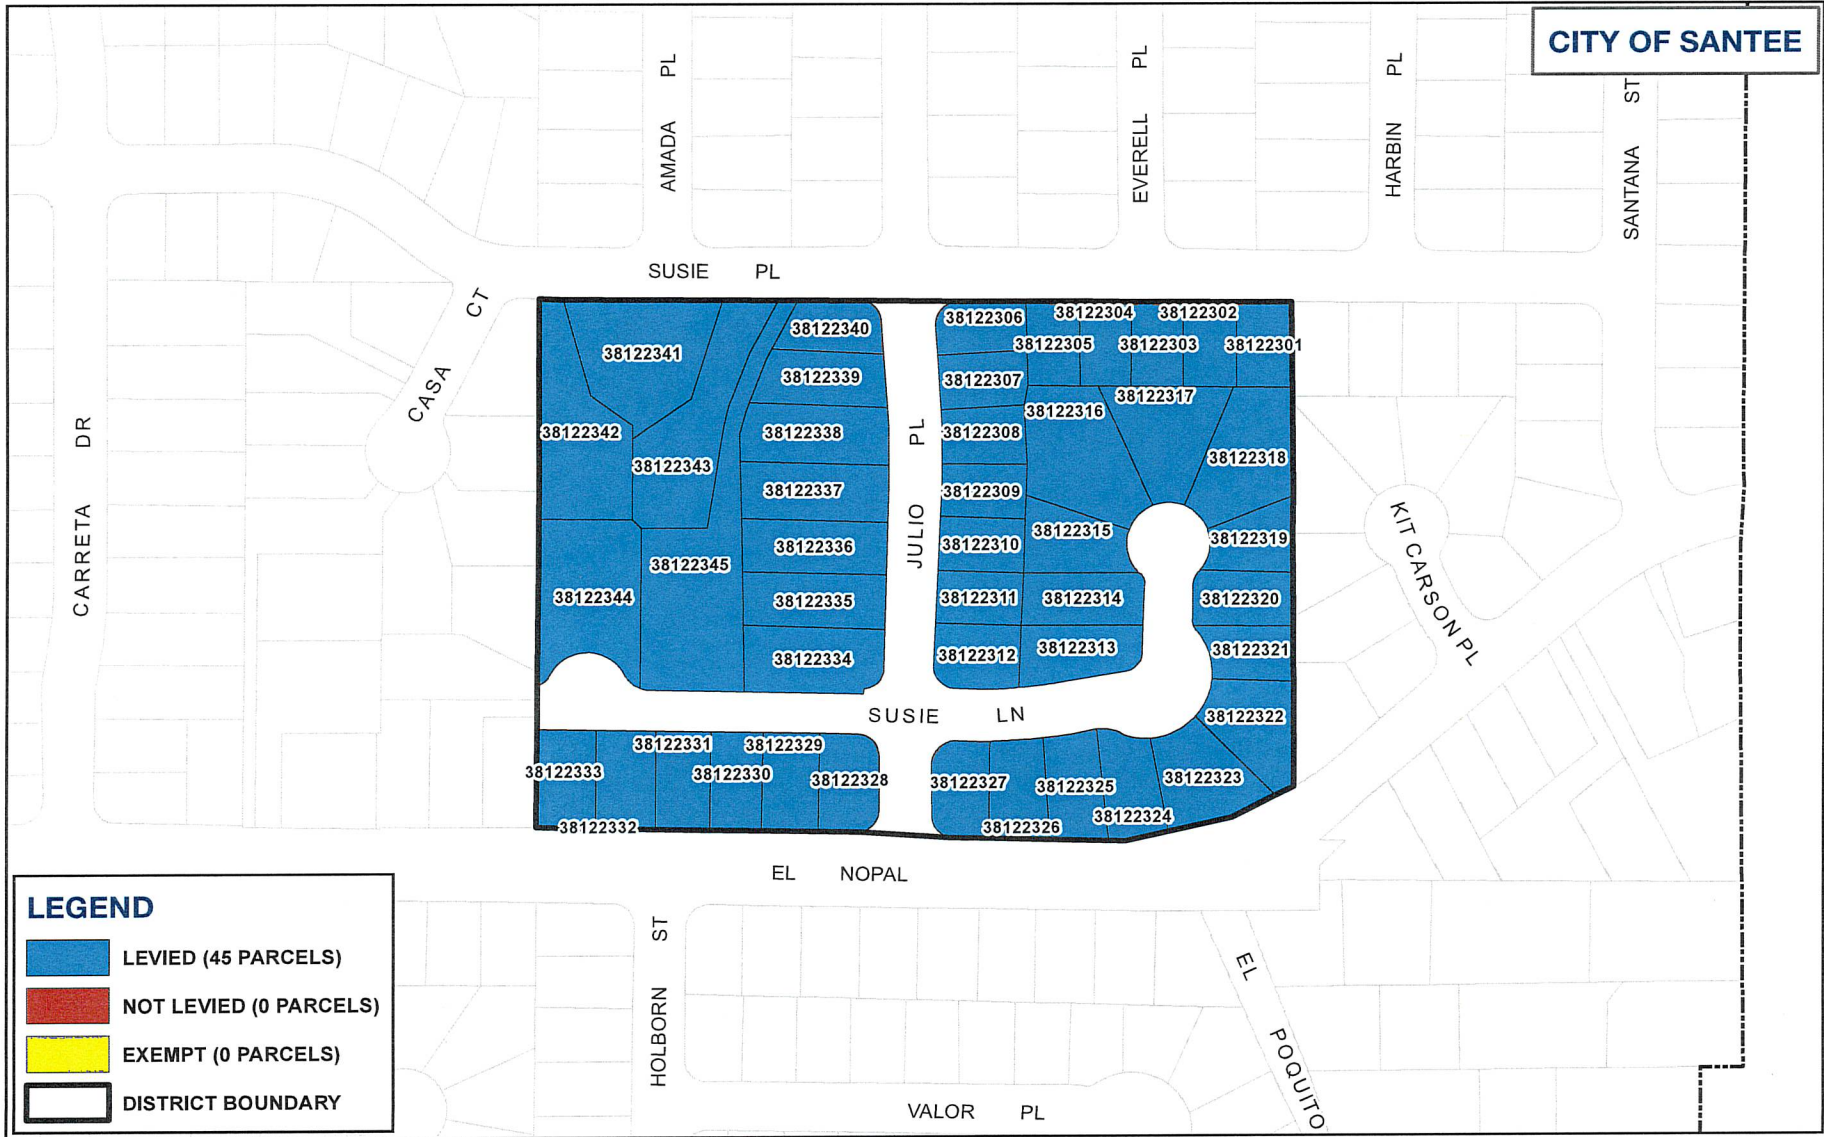 CITY OF SANTEE
AMADA PL
EVERELL PL
HARBIN PL
SANTANA ST
SUSIE PL
CASA CT
CARRETA DR
JULIO PL
KIT CARSON PL
SUSIE LN
EL NOPAL
HOLBORN ST
EL POQUITO
VALOR PL
38122341
38122342
38122343
38122344
38122345
38122340
38122339
38122338
38122337
38122336
38122335
38122334
38122306
38122307
38122308
38122309
38122310
38122311
38122312
38122304
38122302
38122305
38122303
38122301
38122317
38122316
38122318
38122315
38122319
38122314
38122320
38122313
38122321
38122322
38122331
38122329
38122333
38122330
38122328
38122332
38122327
38122325
38122323
38122324
38122326
LEGEND
LEVIED (45 PARCELS)
NOT LEVIED (0 PARCELS)
EXEMPT (0 PARCELS)
DISTRICT BOUNDARY